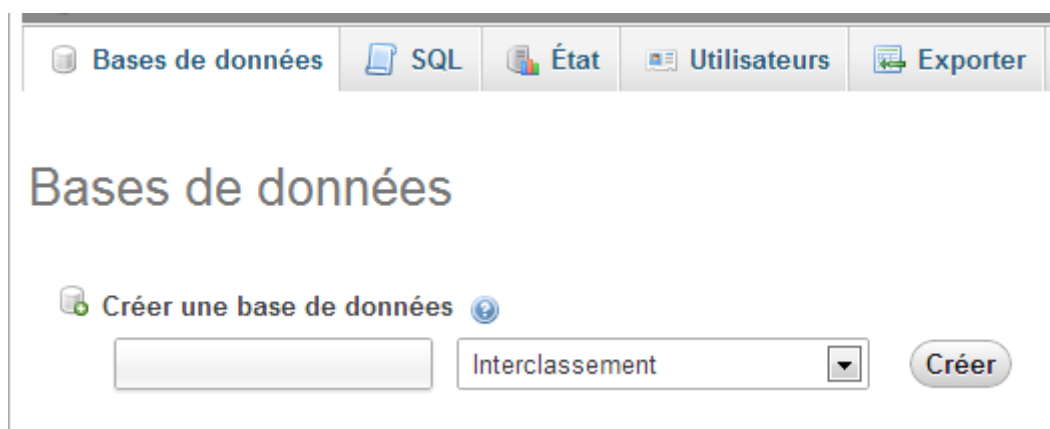 Bases de données SQL État Utilisateurs Exporter
Bases de données
Créer une base de données
Interclassement Créer